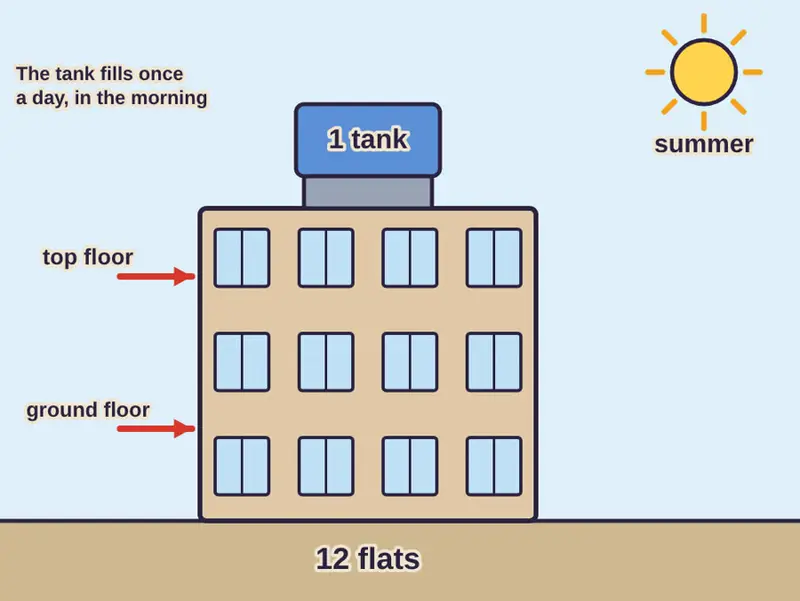 The tank fills once
a day, in the morning
1 tank
summer
top floor
ground floor
12 flats